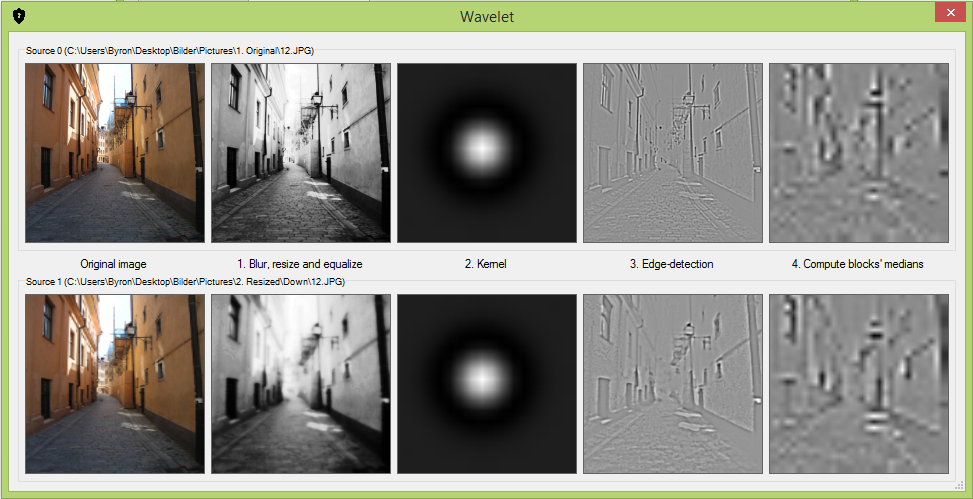 Wavelet
Source 0 (C:\Users\Byron\Desktop\Bilder\Pictures\1. Original\12.JPG)
Original image
1. Blur, resize and equalize
2. Kernel
3. Edge-detection
4. Compute blocks' medians
Source 1 (C:\Users\Byron\Desktop\Bilder\Pictures\2. Resized\Down\12.JPG)